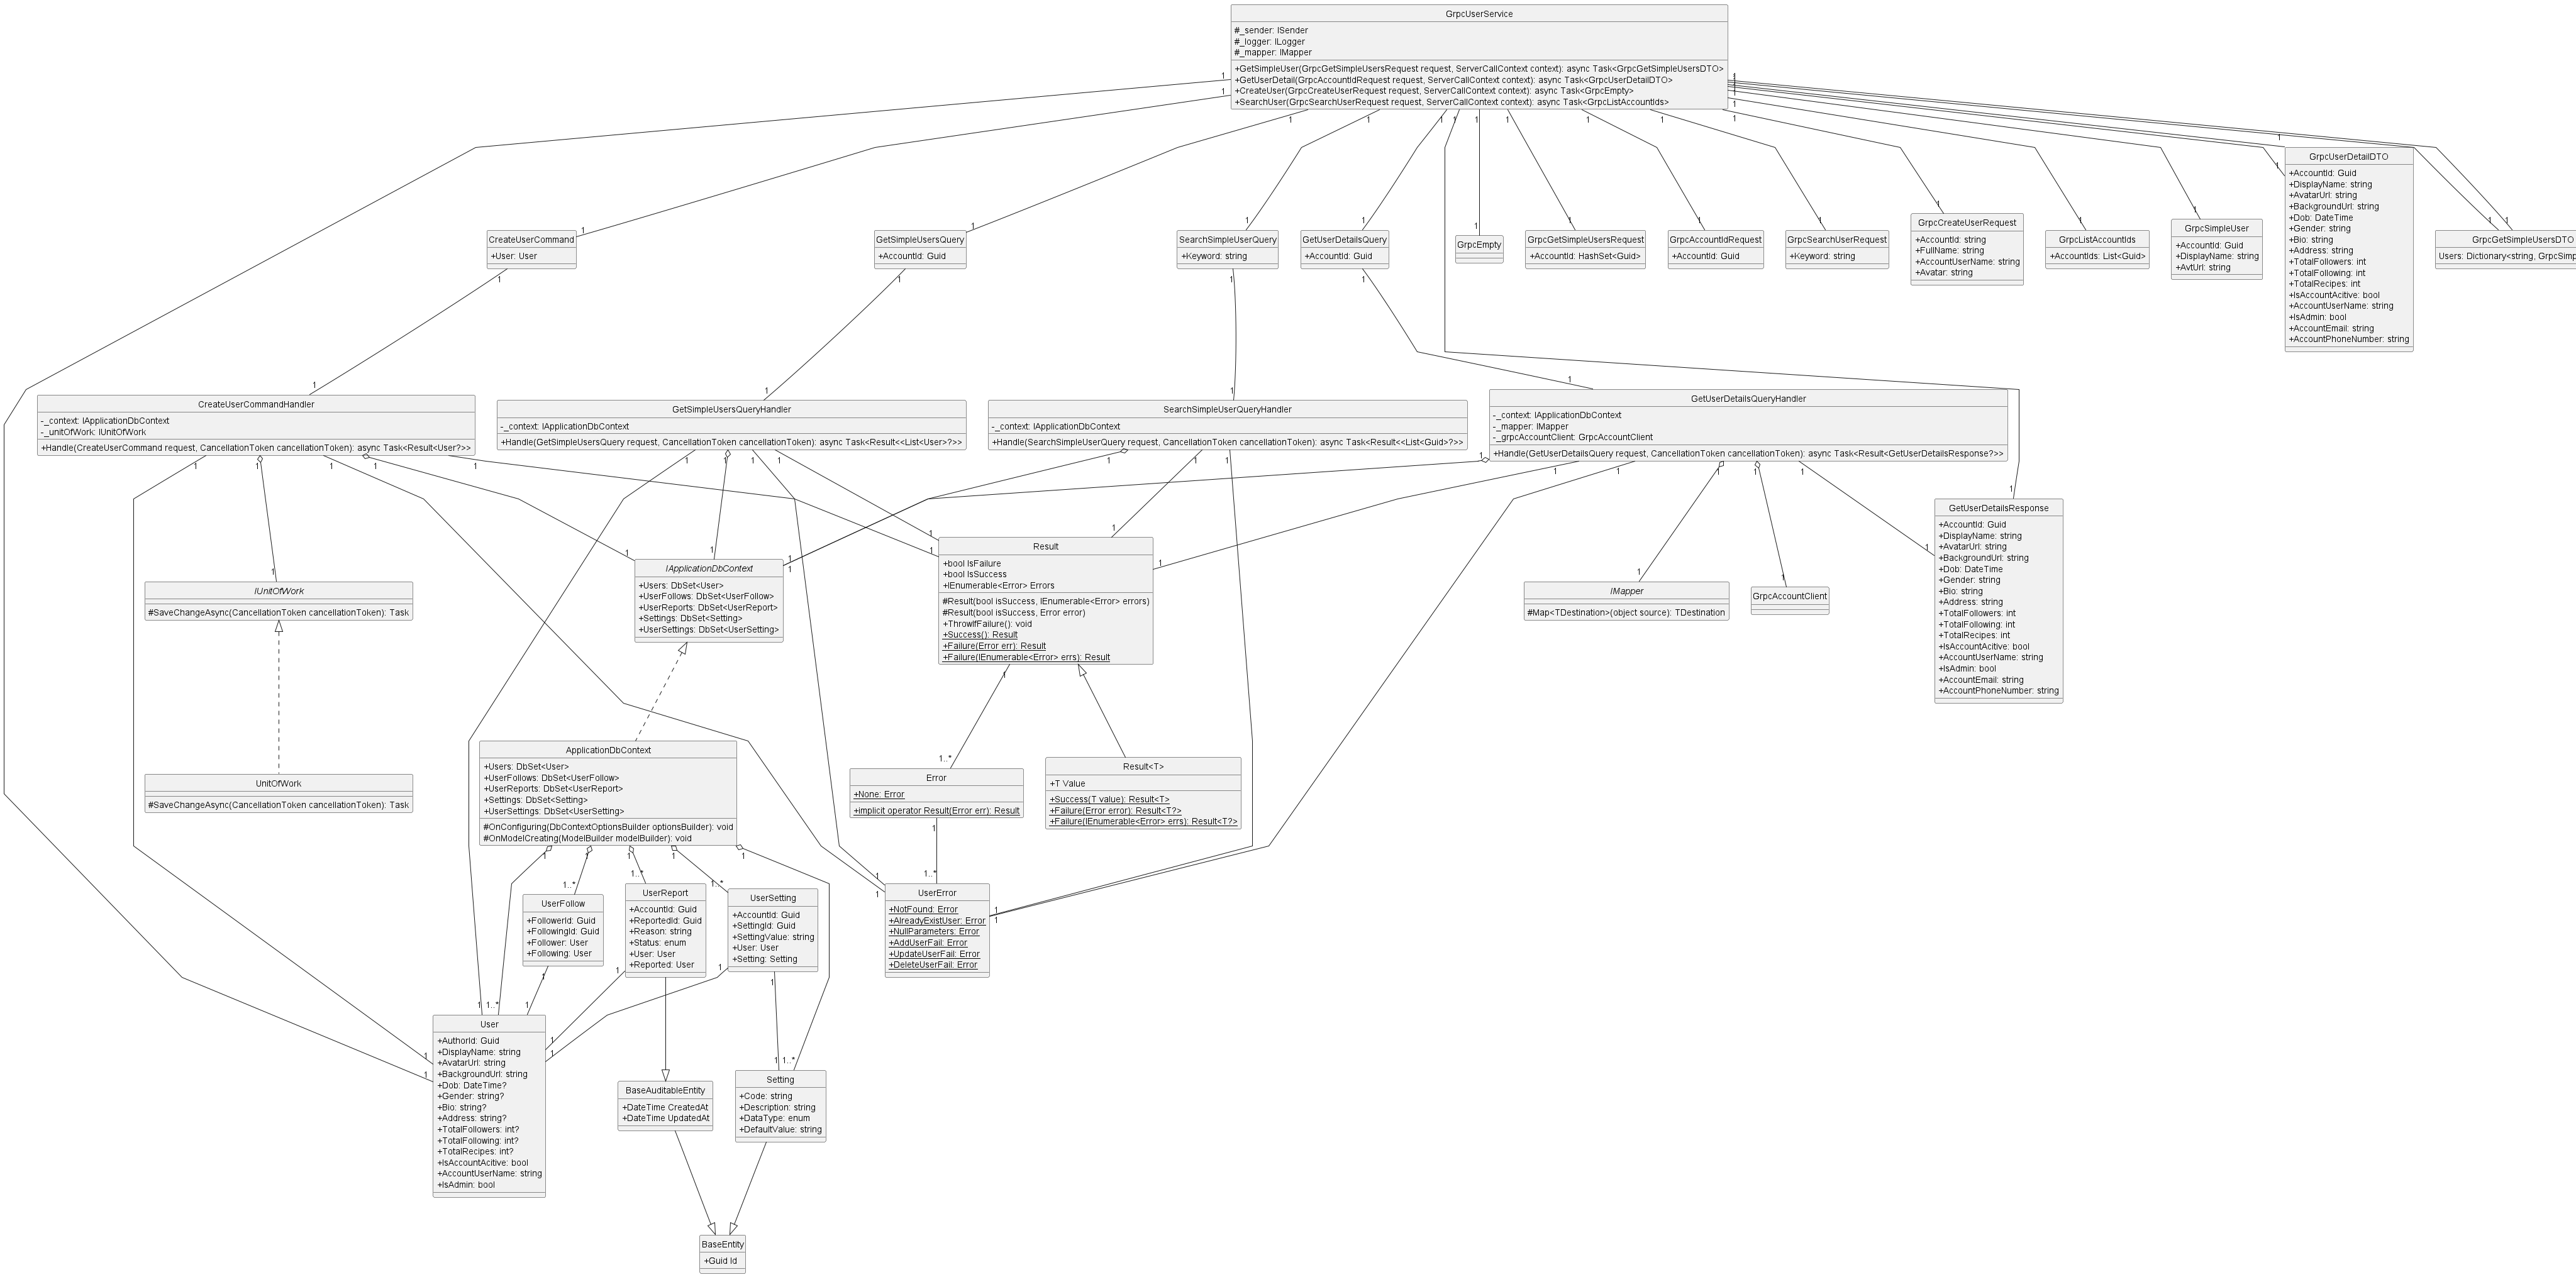 GrpcUserService
#_sender: ISender
#_logger: ILogger
#_mapper: IMapper
+GetSimpleUser(GrpcGetSimpleUsersRequest request, ServerCallContext context): async Task<GrpcGetSimpleUsersDTO>
+GetUserDetail(GrpcAccountIdRequest request, ServerCallContext context): async Task<GrpcUserDetailDTO>
+CreateUser(GrpcCreateUserRequest request, ServerCallContext context): async Task<GrpcEmpty>
+SearchUser(GrpcSearchUserRequest request, ServerCallContext context): async Task<GrpcListAccountIds>
GrpcUserDetailDTO
+AccountId: Guid
+DisplayName: string
+AvatarUrl: string
+BackgroundUrl: string
+Dob: DateTime
+Gender: string
+Bio: string
+Address: string
+TotalFollowers: int
+TotalFollowing: int
+TotalRecipes: int
+IsAccountAcitive: bool
+AccountUserName: string
+IsAdmin: bool
+AccountEmail: string
+AccountPhoneNumber: string
CreateUserCommand
+User: User
GetSimpleUsersQuery
+AccountId: Guid
SearchSimpleUserQuery
+Keyword: string
GetUserDetailsQuery
+AccountId: Guid
GrpcEmpty
GrpcGetSimpleUsersRequest
+AccountId: HashSet<Guid>
GrpcAccountIdRequest
+AccountId: Guid
GrpcSearchUserRequest
+Keyword: string
GrpcCreateUserRequest
+AccountId: string
+FullName: string
+AccountUserName: string
+Avatar: string
GrpcListAccountIds
+AccountIds: List<Guid>
GrpcSimpleUser
+AccountId: Guid
+DisplayName: string
+AvtUrl: string
GrpcGetSimpleUsersDTO
Users: Dictionary<string, GrpcSimp
CreateUserCommandHandler
-_context: IApplicationDbContext
-_unitOfWork: IUnitOfWork
+Handle(CreateUserCommand request, CancellationToken cancellationToken): async Task<Result<User?>>
GetSimpleUsersQueryHandler
-_context: IApplicationDbContext
+Handle(GetSimpleUsersQuery request, CancellationToken cancellationToken): async Task<Result<<List<User>?>>
SearchSimpleUserQueryHandler
-_context: IApplicationDbContext
+Handle(SearchSimpleUserQuery request, CancellationToken cancellationToken): async Task<Result<<List<Guid>?>>
GetUserDetailsQueryHandler
-_context: IApplicationDbContext
-_mapper: IMapper
-_grpcAccountClient: GrpcAccountClient
+Handle(GetUserDetailsQuery request, CancellationToken cancellationToken): async Task<Result<GetUserDetailsResponse?>>
GetUserDetailsResponse
+AccountId: Guid
+DisplayName: string
+AvatarUrl: string
+BackgroundUrl: string
+Dob: DateTime
+Gender: string
+Bio: string
+Address: string
+TotalFollowers: int
+TotalFollowing: int
+TotalRecipes: int
+IsAccountAcitive: bool
+AccountUserName: string
+IsAdmin: bool
+AccountEmail: string
+AccountPhoneNumber: string
IUnitOfWork
#SaveChangeAsync(CancellationToken cancellationToken): Task
IApplicationDbContext
+Users: DbSet<User>
+UserFollows: DbSet<UserFollow>
+UserReports: DbSet<UserReport>
+Settings: DbSet<Setting>
+UserSettings: DbSet<UserSetting>
Result
+bool IsFailure
+bool IsSuccess
+IEnumerable<Error> Errors
#Result(bool isSuccess, IEnumerable<Error> errors)
#Result(bool isSuccess, Error error)
+ThrowIfFailure(): void
+Success(): Result
+Failure(Error err): Result
+Failure(IEnumerable<Error> errs): Result
IMapper
#Map<TDestination>(object source): TDestination
GrpcAccountClient
UnitOfWork
#SaveChangeAsync(CancellationToken cancellationToken): Task
ApplicationDbContext
+Users: DbSet<User>
+UserFollows: DbSet<UserFollow>
+UserReports: DbSet<UserReport>
+Settings: DbSet<Setting>
+UserSettings: DbSet<UserSetting>
#OnConfiguring(DbContextOptionsBuilder optionsBuilder): void
#OnModelCreating(ModelBuilder modelBuilder): void
Error
+None: Error
+implicit operator Result(Error err): Result
Result<T>
+T Value
+Success(T value): Result<T>
+Failure(Error error): Result<T?>
+Failure(IEnumerable<Error> errs): Result<T?>
UserFollow
+FollowerId: Guid
+FollowingId: Guid
+Follower: User
+Following: User
UserReport
+AccountId: Guid
+ReportedId: Guid
+Reason: string
+Status: enum
+User: User
+Reported: User
UserSetting
+AccountId: Guid
+SettingId: Guid
+SettingValue: string
+User: User
+Setting: Setting
UserError
+NotFound: Error
+AlreadyExistUser: Error
+NullParameters: Error
+AddUserFail: Error
+UpdateUserFail: Error
+DeleteUserFail: Error
User
+AuthorId: Guid
+DisplayName: string
+AvatarUrl: string
+BackgroundUrl: string
+Dob: DateTime?
+Gender: string?
+Bio: string?
+Address: string?
+TotalFollowers: int?
+TotalFollowing: int?
+TotalRecipes: int?
+IsAccountAcitive: bool
+AccountUserName: string
+IsAdmin: bool
BaseAuditableEntity
+DateTime CreatedAt
+DateTime UpdatedAt
Setting
+Code: string
+Description: string
+DataType: enum
+DefaultValue: string
BaseEntity
+Guid Id